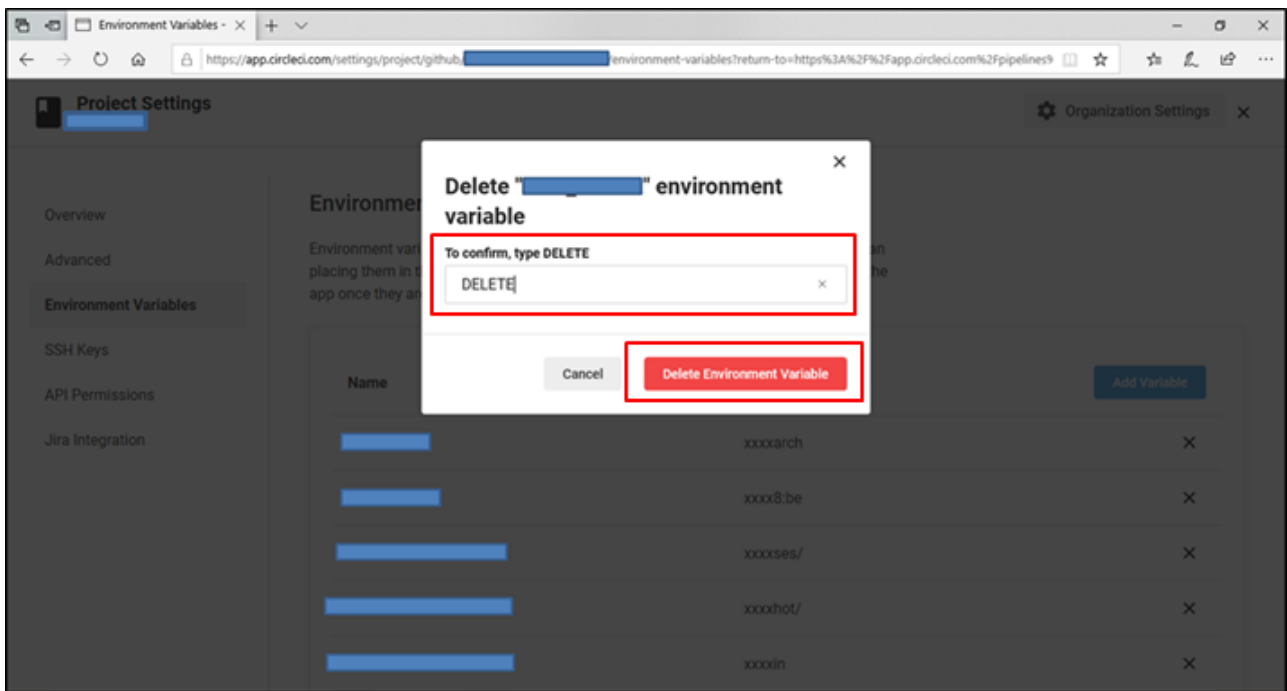 Environment Variables -
https://app.circleci.com/settings/project/github/
/environment-variables?return-to=https%3A%2F%2Fapp.circleci.com%2Fpipelines
Project Settings
Organization Settings
Delete "
" environment
variable
To confirm, type DELETE
DELETE
Cancel
Delete Environment Variable
Overview
Advanced
Environment Variables
SSH Keys
API Permissions
Jira Integration
Environme
Environment vari
placing them in t
app once they ar
an
he
Name
Add Variable
xxxxarch
xxxx8:be
xxxxses/
xxxxhot/
xxxxin